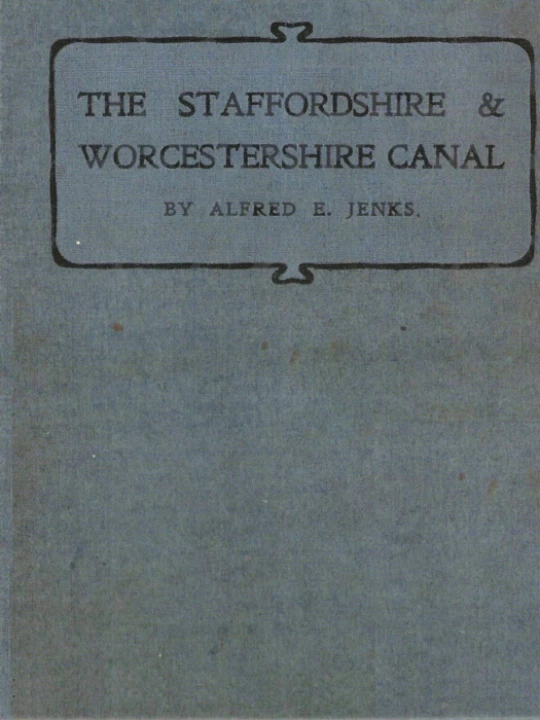 THE STAFFORDSHIRE &
WORCESTERSHIRE CANAL
BY ALFRED E. JENKS.